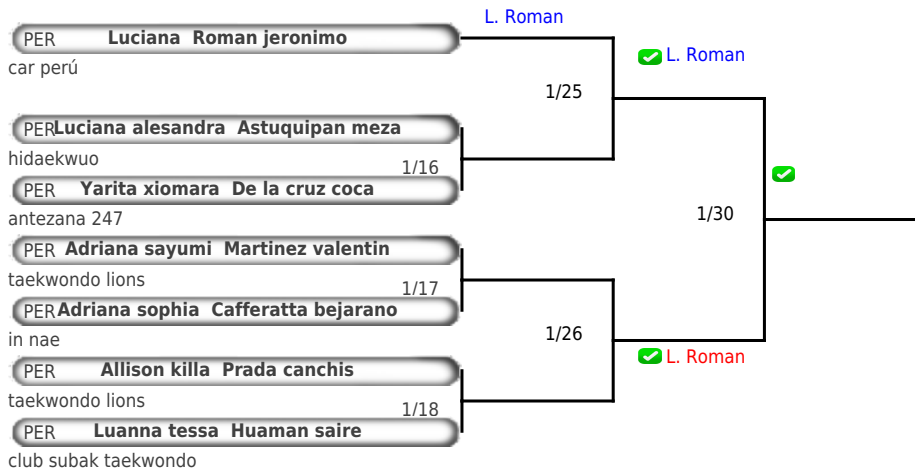 L. Roman
PER Luciana Roman jeronimo
car perú
L. Roman
1/25
PER Luciana alesandra Astuquipan meza
hidaekwuo
1/16
PER Yarita xiomara De la cruz coca
antezana 247
1/30
PER Adriana sayumi Martinez valentin
taekwondo lions
1/17
PER Adriana sophia Cafferatta bejarano
in nae
1/26
L. Roman
PER Allison killa Prada canchis
taekwondo lions
1/18
PER Luanna tessa Huaman saire
club subak taekwondo